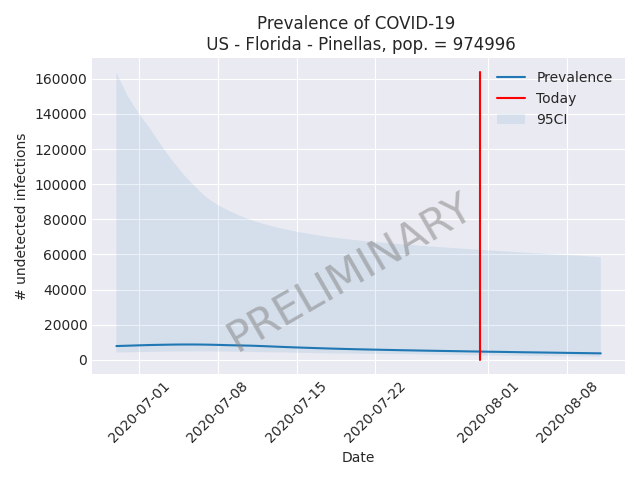 Prevalence of COVID-19
US - Florida - Pinellas, pop. = 974996
Prevalence
Today
95CI
160000
140000
120000
100000
80000
60000
40000
20000
0
# undetected infections
PRELIMINARY
2020-07-01
2020-07-08
2020-07-15
2020-07-22
2020-08-01
2020-08-08
Date